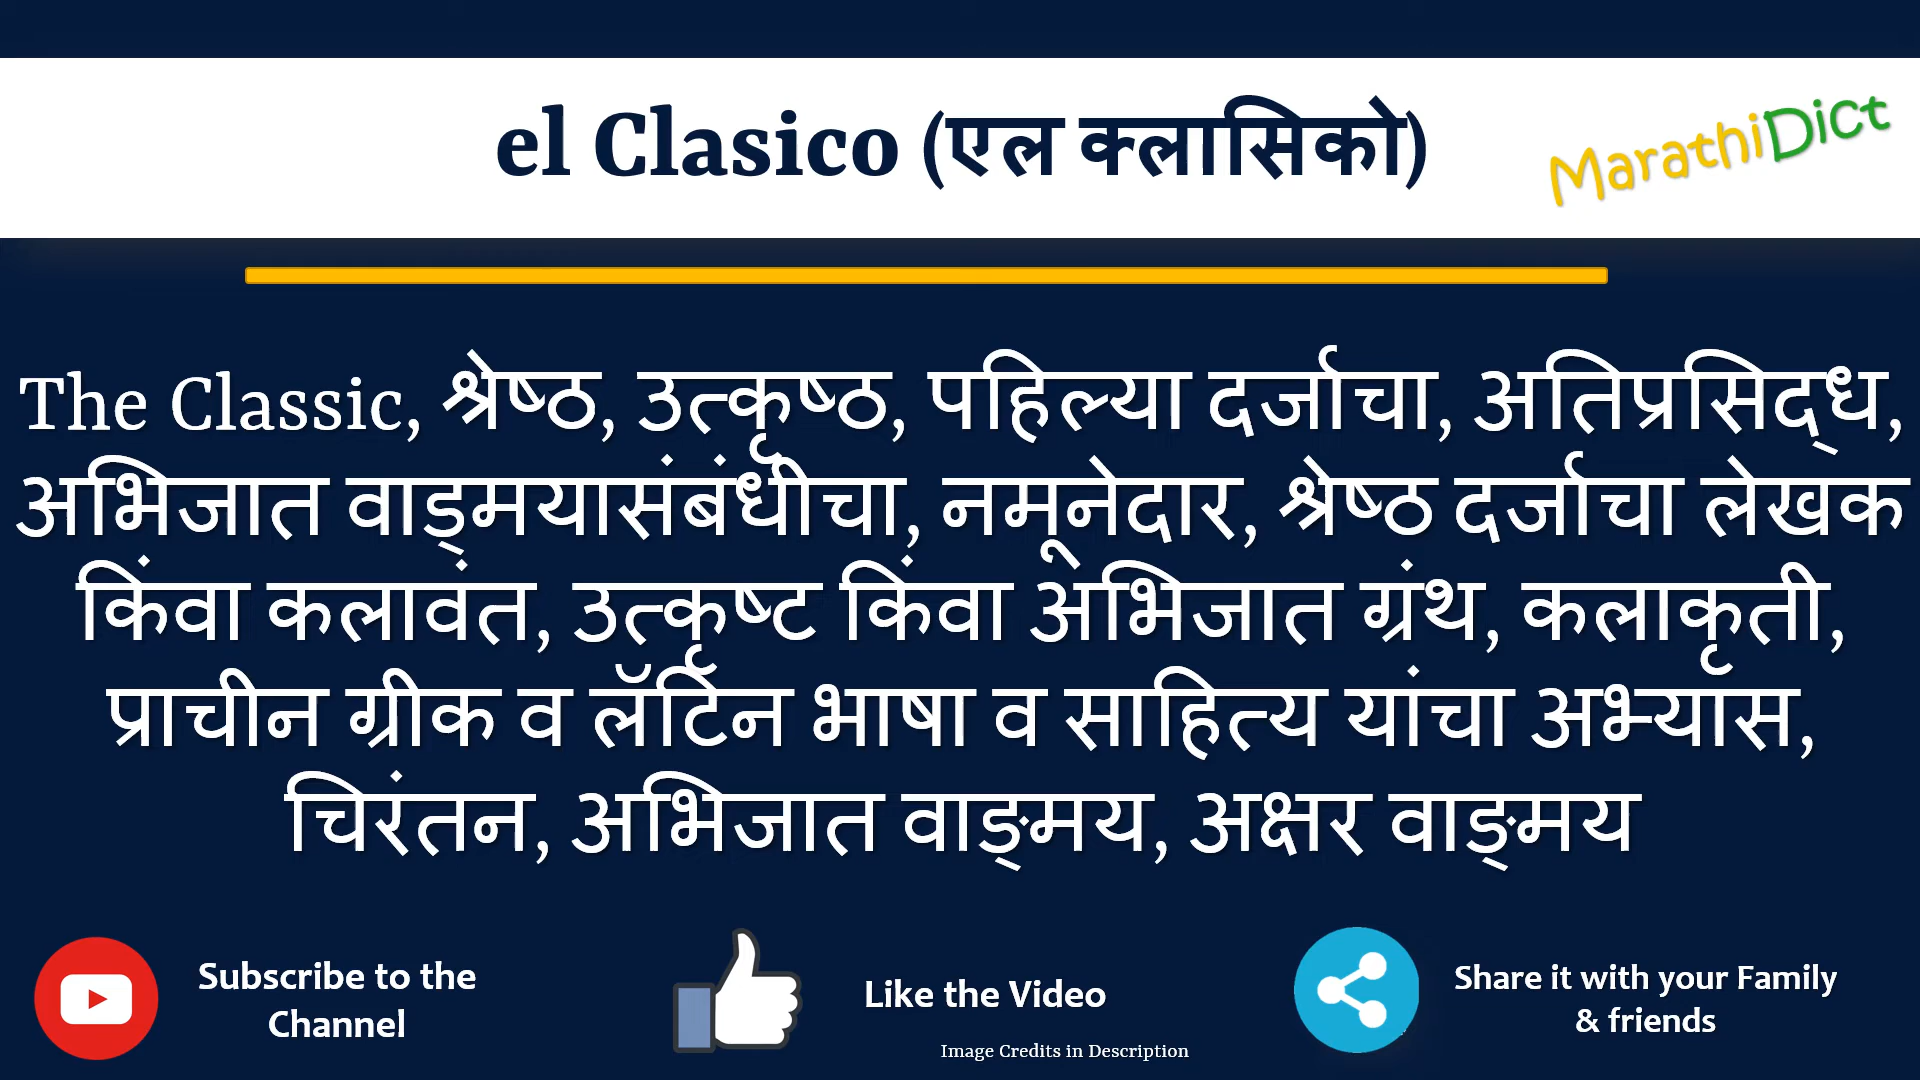 el Clasico (एल क्लासिको)
MarathiDict
The Classic, श्रेष्ठ, उत्कृष्ठ, पहिल्या दर्जाचा, अतिप्रसिद्ध,
अभिजात वाड्मयासंबंधीचा, नमूनेदार, श्रेष्ठ दर्जाचा लेखक
किंवा कलावंत, उत्कृष्ट किंवा अभिजात ग्रंथ, कलाकृती,
प्राचीन ग्रीक व लॅटिन भाषा व साहित्य यांचा अभ्यास,
चिरंतन, अभिजात वाङ्मय, अक्षर वाङ्मय
Subscribe to the
Channel
Like the Video
Share it with your Family
& friends
Image Credits in Description